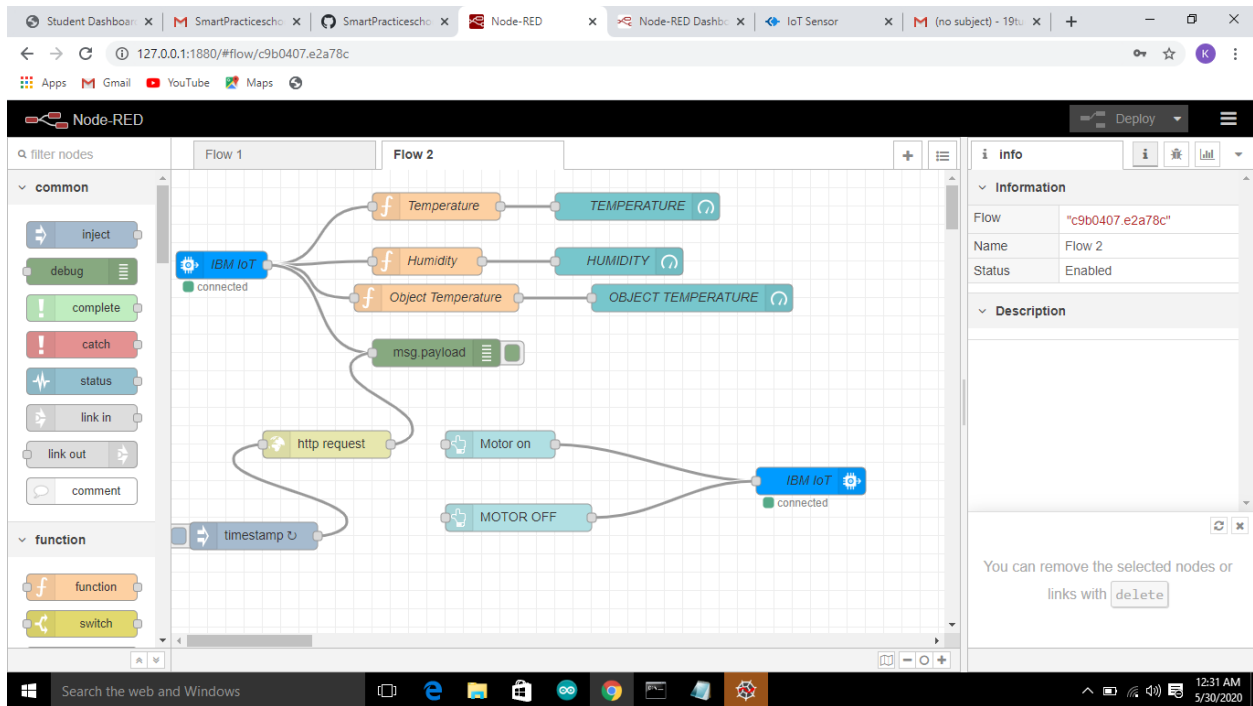 Student Dashboar
SmartPracticescho
SmartPracticescho
Node-RED
Node-RED Dashbo
IoT Sensor
(no subject) - 19tu
127.0.0.1:1880/#flow/c9b0407.e2a78c
K
Apps
Gmail
YouTube
Maps
Node-RED
Deploy
filter nodes
Flow 1
Flow 2
i info
common
inject
debug
complete
catch
status
link in
link out
comment
function
function
switch
IBM IoT
connected
Temperature
TEMPERATURE
Humidity
HUMIDITY
Object Temperature
OBJECT TEMPERATURE
msg.payload
http request
timestamp ↻
Motor on
MOTOR OFF
IBM IoT
connected
Information
Flow "c9b0407.e2a78c"
Name Flow 2
Status Enabled
Description
You can remove the selected nodes or
links with delete
Search the web and Windows
12:31 AM
5/30/2020